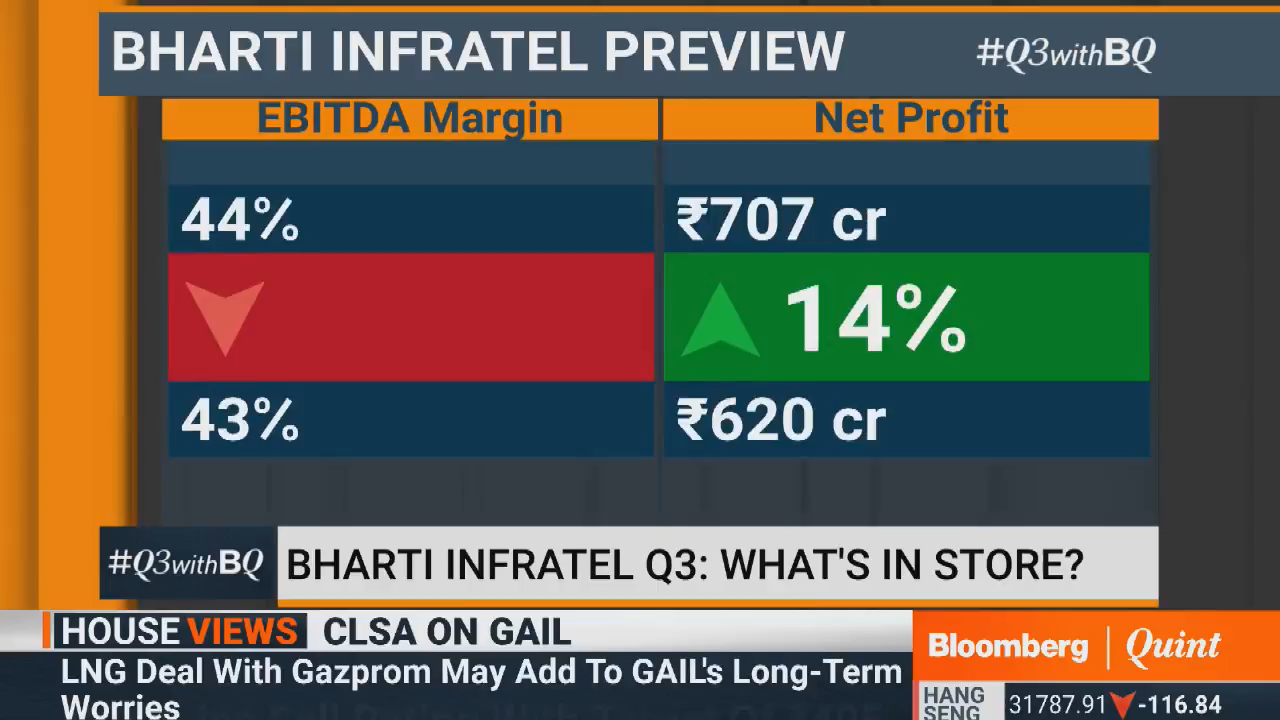 BHARTI INFRATEL PREVIEW
#Q3withBQ
EBITDA Margin
Net Profit
44%
₹707 cr
14%
43%
₹620 cr
#Q3withBQ
BHARTI INFRATEL Q3: WHAT'S IN STORE?
HOUSE VIEWS CLSA ON GAIL
LNG Deal With Gazprom May Add To GAIL's Long-Term
Worries
Bloomberg | Quint
HANG
SENG
31787.91 -116.84